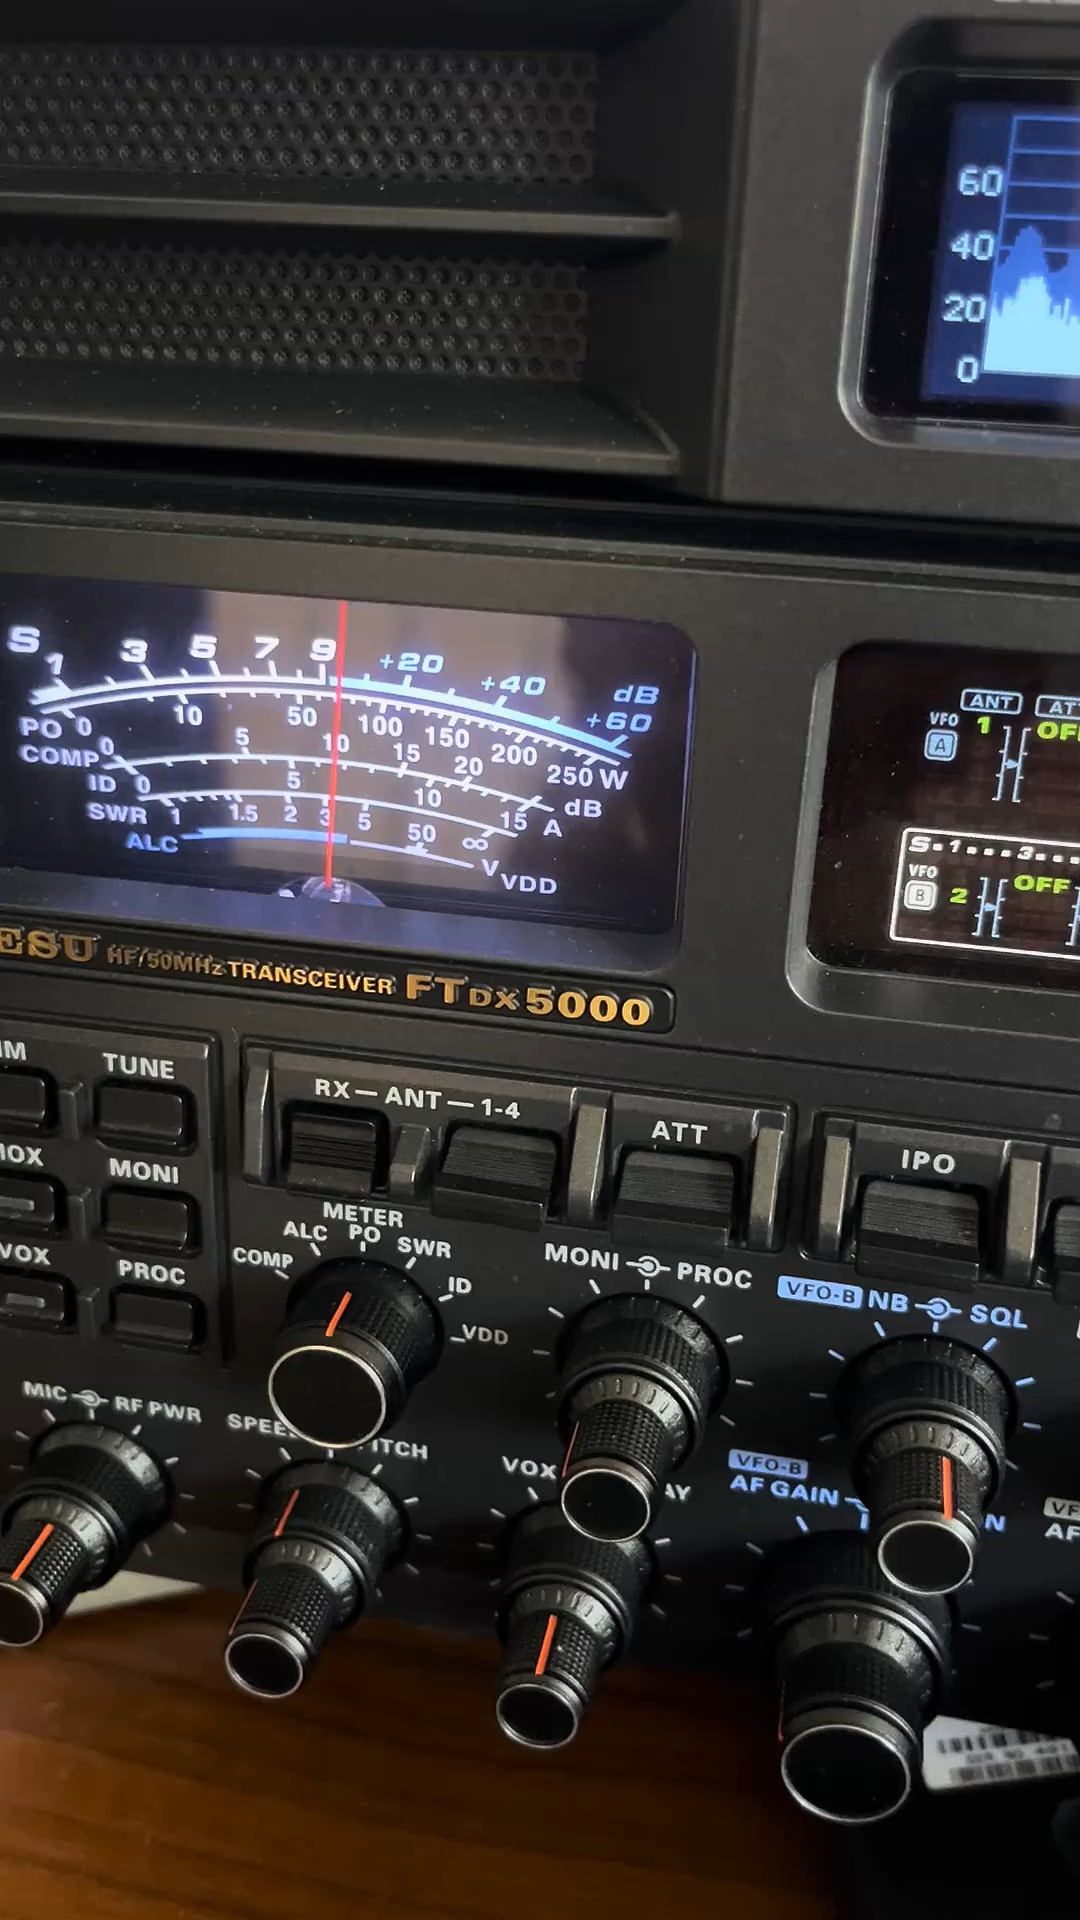 60
40
20
0
S 1 3 5 7 9 +20 +40 +60 dB
PO 0 10 50 100 150 200 250 W
COMP 0 5 10 15 20 dB
ID 0 5 10 15 A
SWR 1 1.5 2 3 5 50 ∞
ALC V VDD
ANT
VFO A 1
S 1 3
VFO B 2 OFF
ESU HF/50MHz TRANSCEIVER FTDX5000
TUNE
RX-ANT-1-4
ATT
IPO
MONI
VOX
PROC
METER
COMP ALC PO SWR ID VDD
MONI PROC
VFO-B NB SQL
MIC RF PWR
VOX
VFO-B
AF GAIN